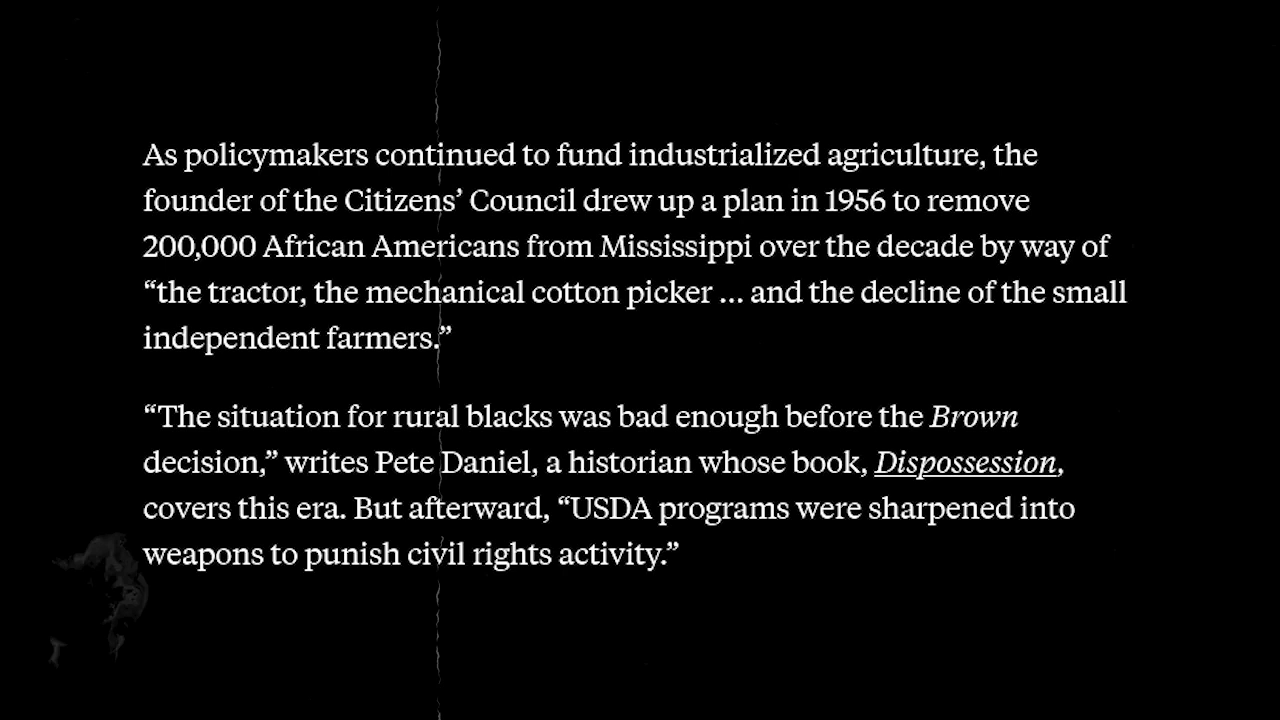 As policymakers continued to fund industrialized agriculture, the
founder of the Citizens’ Council drew up a plan in 1956 to remove
200,000 African Americans from Mississippi over the decade by way of
“the tractor, the mechanical cotton picker ... and the decline of the small
independent farmers.”
“The situation for rural blacks was bad enough before the Brown
decision,” writes Pete Daniel, a historian whose book, Dispossession,
covers this era. But afterward, “USDA programs were sharpened into
weapons to punish civil rights activity.”